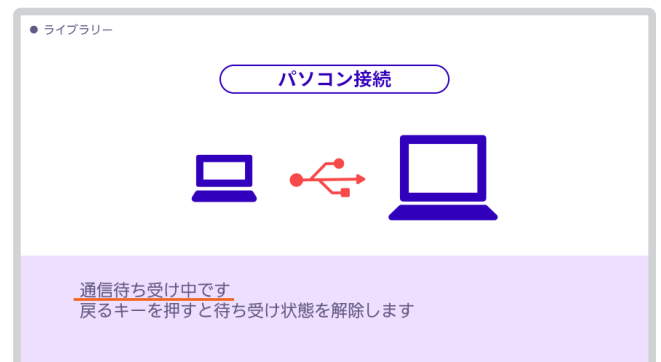 ● ライブラリー
パソコン接続
通信待ち受け中です
戻るキーを押すと待ち受け状態を解除します